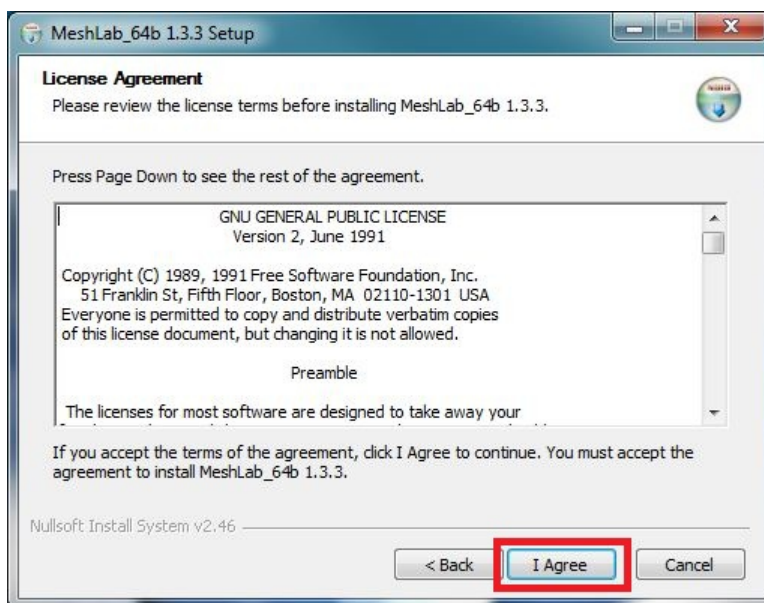 MeshLab_64b 1.3.3 Setup
License Agreement
Please review the license terms before installing MeshLab_64b 1.3.3.
Press Page Down to see the rest of the agreement.
GNU GENERAL PUBLIC LICENSE
Version 2, June 1991
Copyright (C) 1989, 1991 Free Software Foundation, Inc.
51 Franklin St, Fifth Floor, Boston, MA 02110-1301 USA
Everyone is permitted to copy and distribute verbatim copies
of this license document, but changing it is not allowed.
Preamble
The licenses for most software are designed to take away your
If you accept the terms of the agreement, click I Agree to continue. You must accept the
agreement to install MeshLab_64b 1.3.3.
Nullsoft Install System v2.46
< Back I Agree Cancel